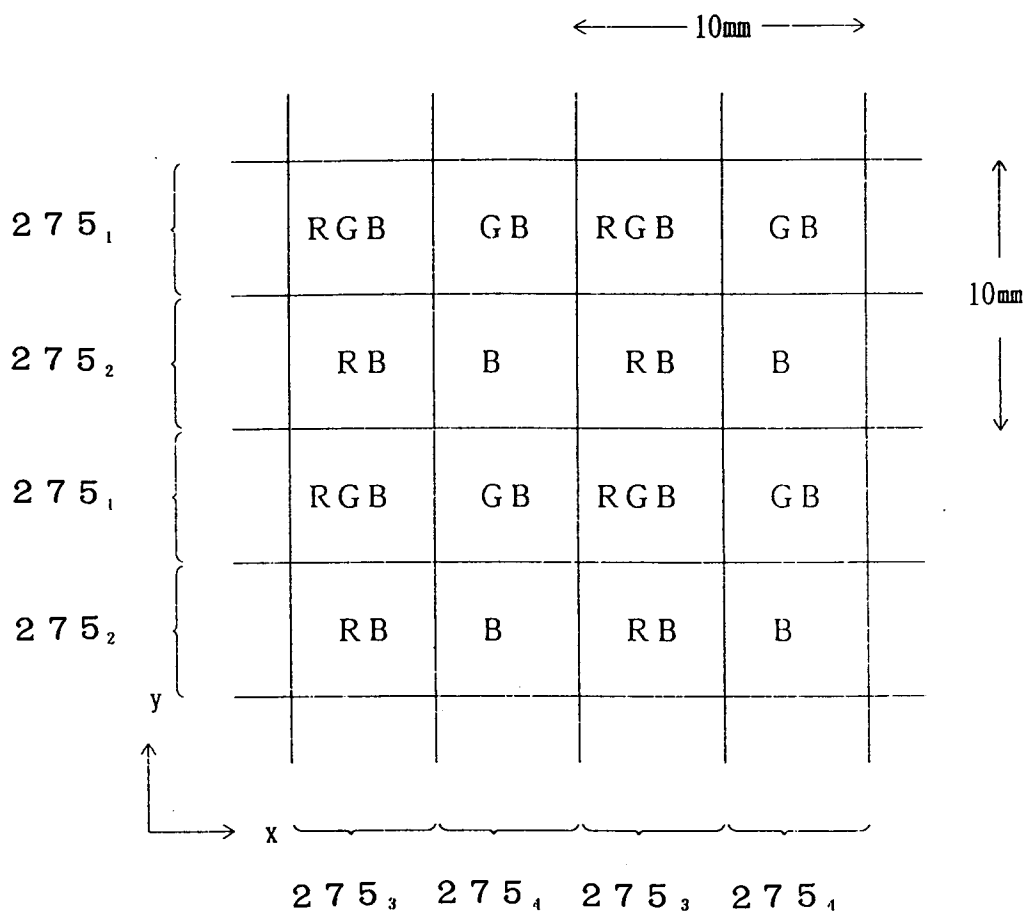 10mm
275₁ RGB GB RGB GB
10mm
275₂ RB B RB B
275₁ RGB GB RGB GB
275₂ RB B RB B
y
x
275₃ 275₄ 275₃ 275₄